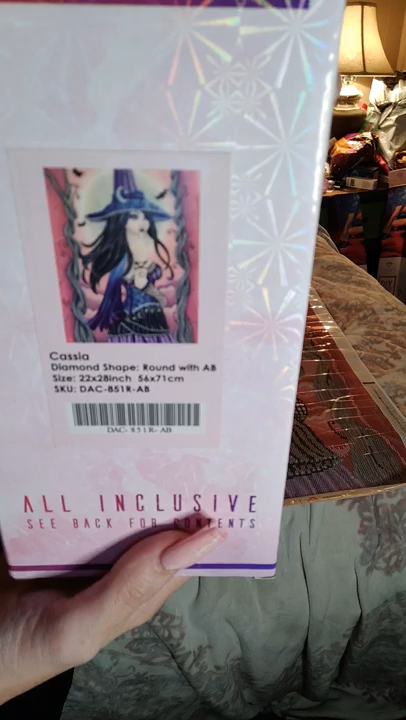 Cassia
Diamond Shape: Round with AB
Size: 22x28inch 56x71cm
SKU: DAC-851R-AB
DAC- 851R- AB
ALL INCLUSIVE
SEE BACK FOR CONTENTS